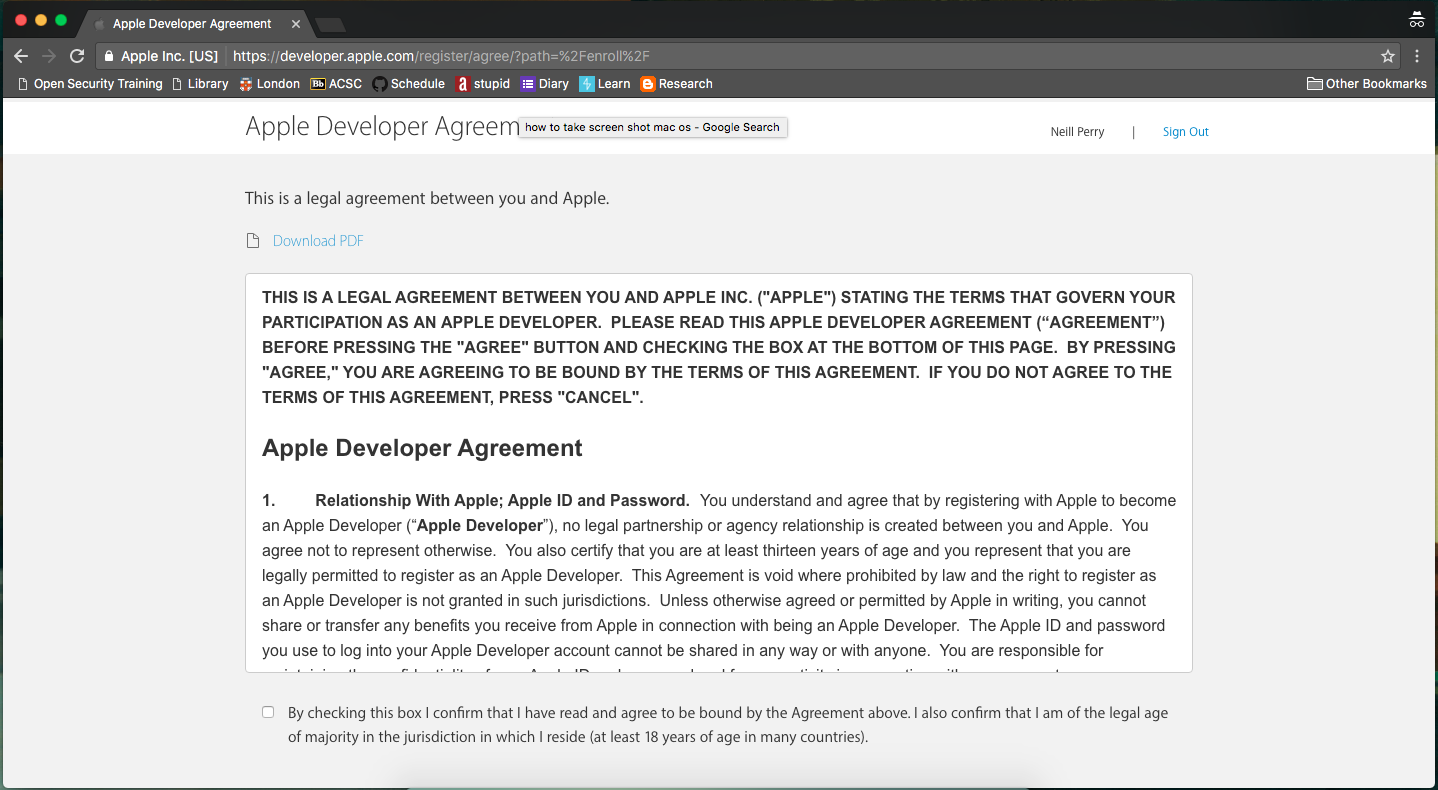 Apple Developer Agreement
Apple Inc. [US] https://developer.apple.com/register/agree/?path=%2Fenroll%2F
Open Security Training Library London Bb ACSC Schedule a stupid Diary Learn Research Other Bookmarks
Apple Developer Agreem
how to take screen shot mac os - Google Search
Neill Perry | Sign Out
This is a legal agreement between you and Apple.
Download PDF
THIS IS A LEGAL AGREEMENT BETWEEN YOU AND APPLE INC. ("APPLE") STATING THE TERMS THAT GOVERN YOUR
PARTICIPATION AS AN APPLE DEVELOPER.  PLEASE READ THIS APPLE DEVELOPER AGREEMENT (“AGREEMENT”)
BEFORE PRESSING THE "AGREE" BUTTON AND CHECKING THE BOX AT THE BOTTOM OF THIS PAGE.  BY PRESSING
"AGREE," YOU ARE AGREEING TO BE BOUND BY THE TERMS OF THIS AGREEMENT.  IF YOU DO NOT AGREE TO THE
TERMS OF THIS AGREEMENT, PRESS "CANCEL".
Apple Developer Agreement
1. Relationship With Apple; Apple ID and Password.  You understand and agree that by registering with Apple to become
an Apple Developer (“Apple Developer”), no legal partnership or agency relationship is created between you and Apple.  You
agree not to represent otherwise.  You also certify that you are at least thirteen years of age and you represent that you are
legally permitted to register as an Apple Developer.  This Agreement is void where prohibited by law and the right to register as
an Apple Developer is not granted in such jurisdictions.  Unless otherwise agreed or permitted by Apple in writing, you cannot
share or transfer any benefits you receive from Apple in connection with being an Apple Developer.  The Apple ID and password
you use to log into your Apple Developer account cannot be shared in any way or with anyone.  You are responsible for
By checking this box I confirm that I have read and agree to be bound by the Agreement above. I also confirm that I am of the legal age
of majority in the jurisdiction in which I reside (at least 18 years of age in many countries).